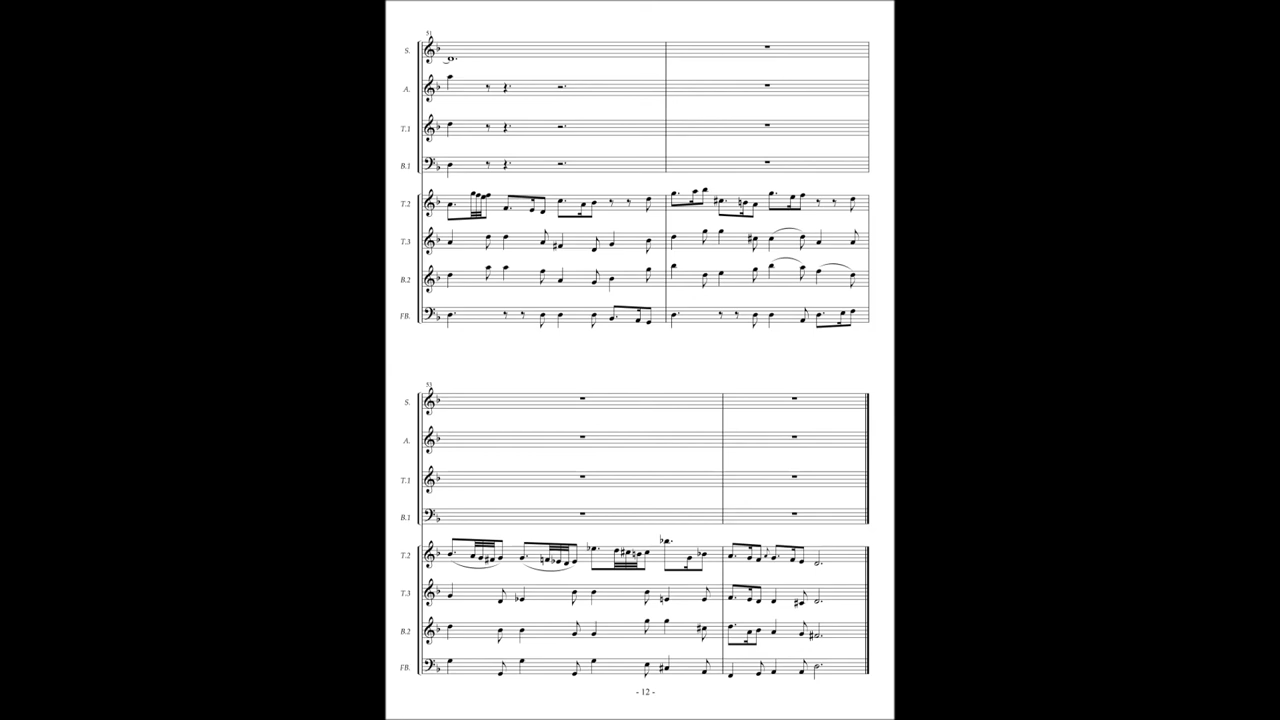 51
S.
A.
T.1
B.1
T.2
T.3
B.2
FB.
53
S.
A.
T.1
B.1
T.2
T.3
B.2
FB.
- 12 -